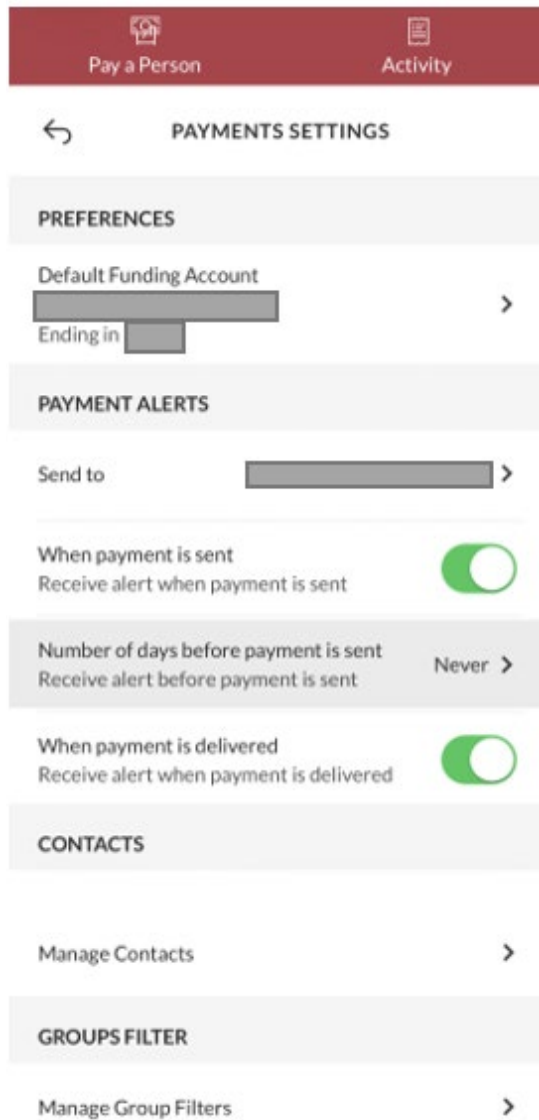 Pay a Person
Activity
PAYMENTS SETTINGS
PREFERENCES
Default Funding Account
Ending in
PAYMENT ALERTS
Send to
When payment is sent
Receive alert when payment is sent
Number of days before payment is sent
Receive alert before payment is sent
Never
When payment is delivered
Receive alert when payment is delivered
CONTACTS
Manage Contacts
GROUPS FILTER
Manage Group Filters